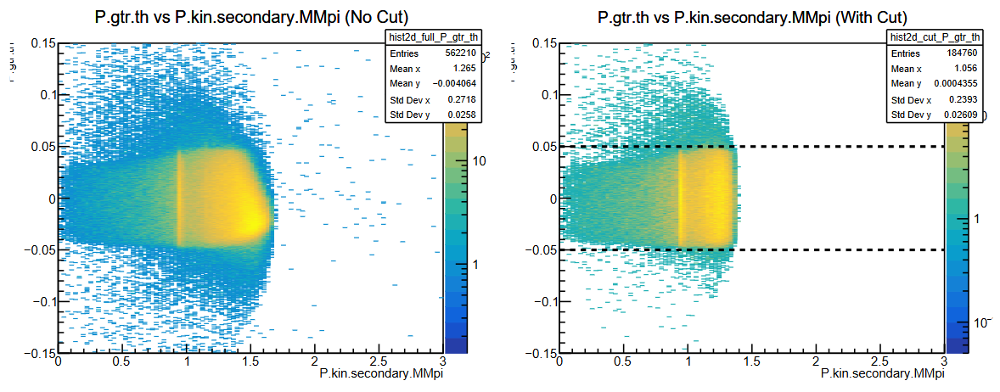 P.gtr.th vs P.kin.secondary.MMpi (No Cut)
hist2d_full_P_gtr_th
Entries 562210
Mean x 1.265
Mean y −0.004064
Std Dev x 0.2718
Std Dev y 0.0258
0.15
0.1
0.05
0
−0.05
−0.1
−0.15
0 0.5 1 1.5 2 2.5 3
P.kin.secondary.MMpi
10
1
P.gtr.th vs P.kin.secondary.MMpi (With Cut)
hist2d_cut_P_gtr_th
Entries 184760
Mean x 1.056
Mean y 0.0004355
Std Dev x 0.2393
Std Dev y 0.02609
0.15
0.1
0.05
0
−0.05
−0.1
−0.15
0 0.5 1 1.5 2 2.5 3
P.kin.secondary.MMpi
1